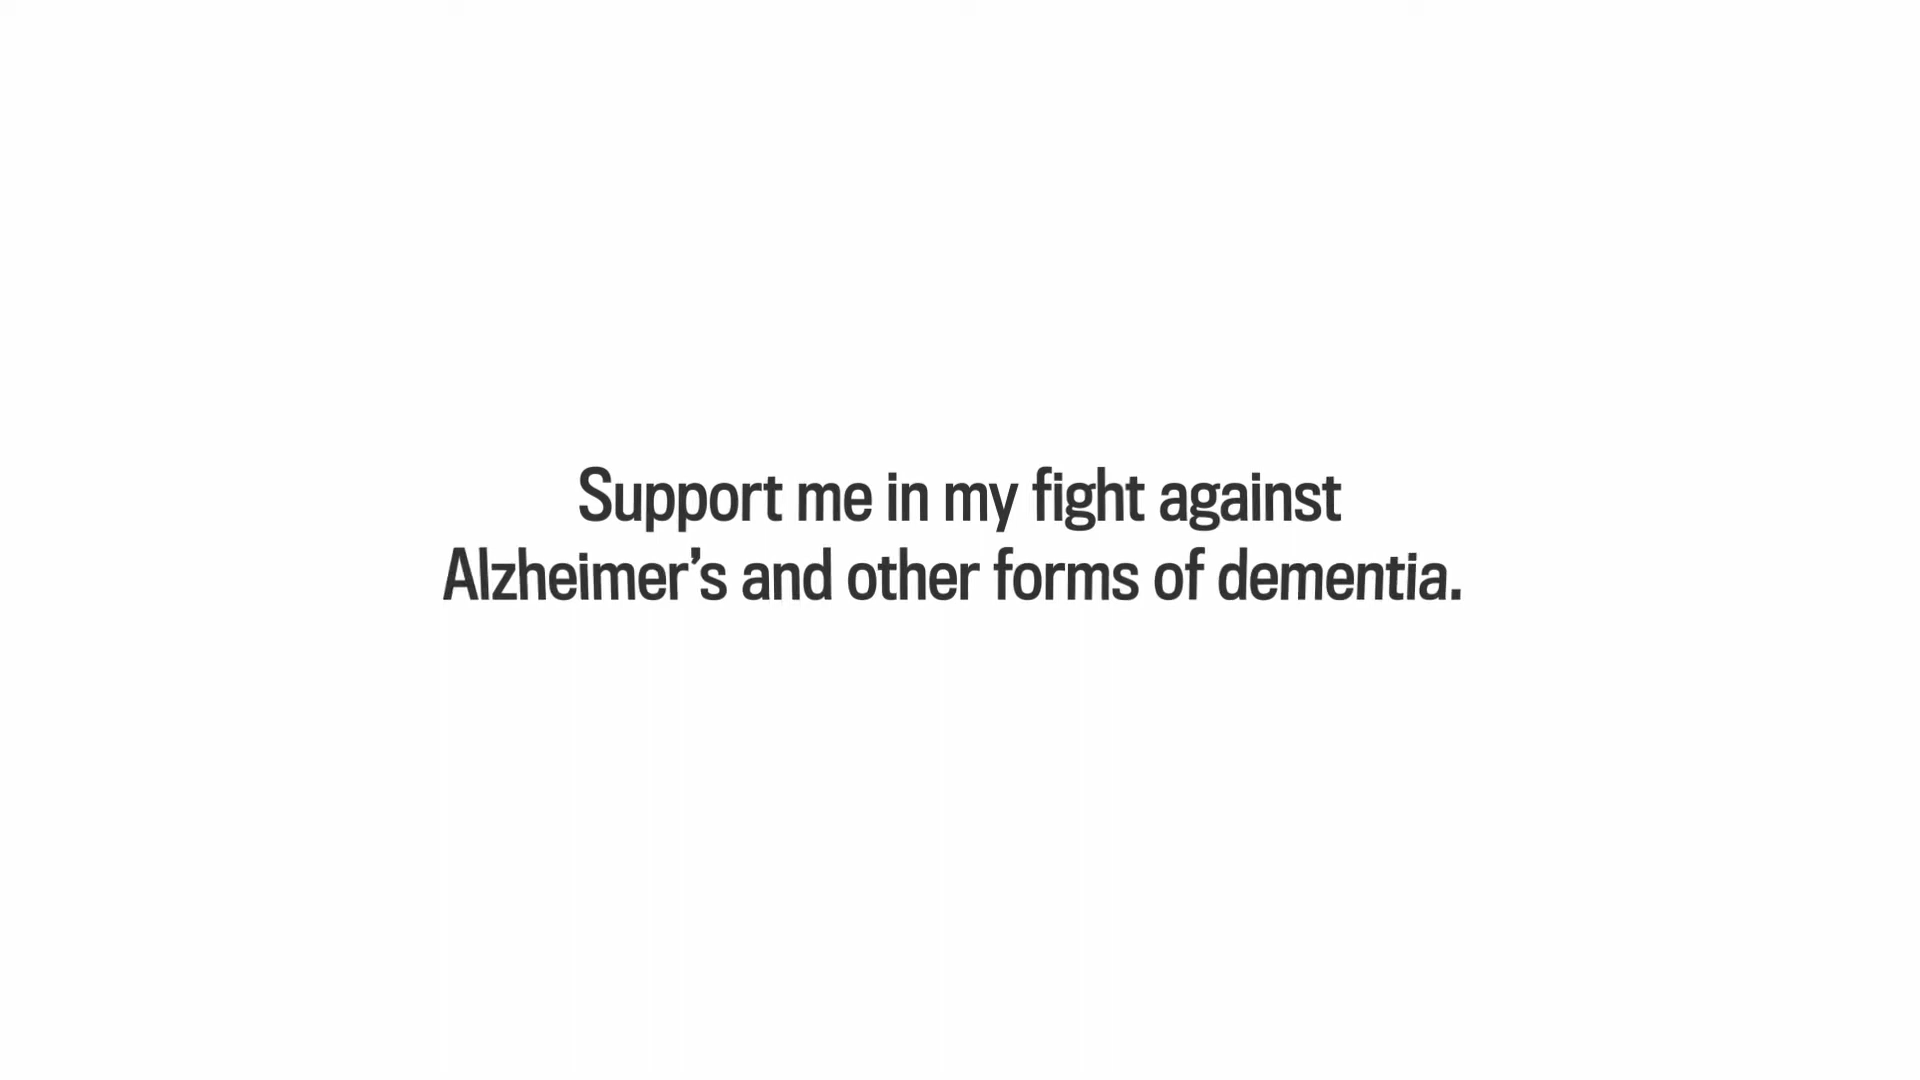 Support me in my fight against
Alzheimer’s and other forms of dementia.